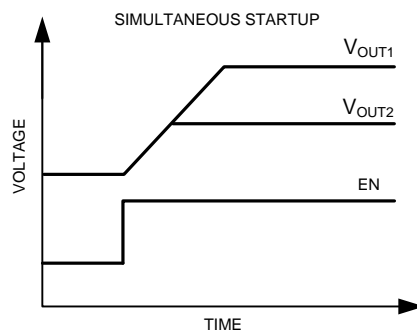 SIMULTANEOUS STARTUP
VOUT1
VOUT2
EN
VOLTAGE
TIME